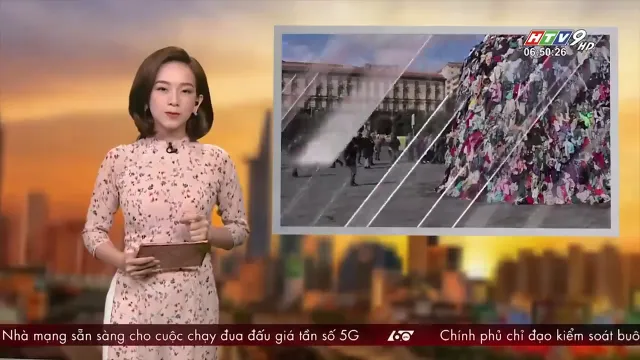 HTV9 HD
06:50:26
Nhà mạng sẵn sàng cho cuộc chạy đua đấu giá tần số 5G
60
Chính phủ chỉ đạo kiểm soát buô